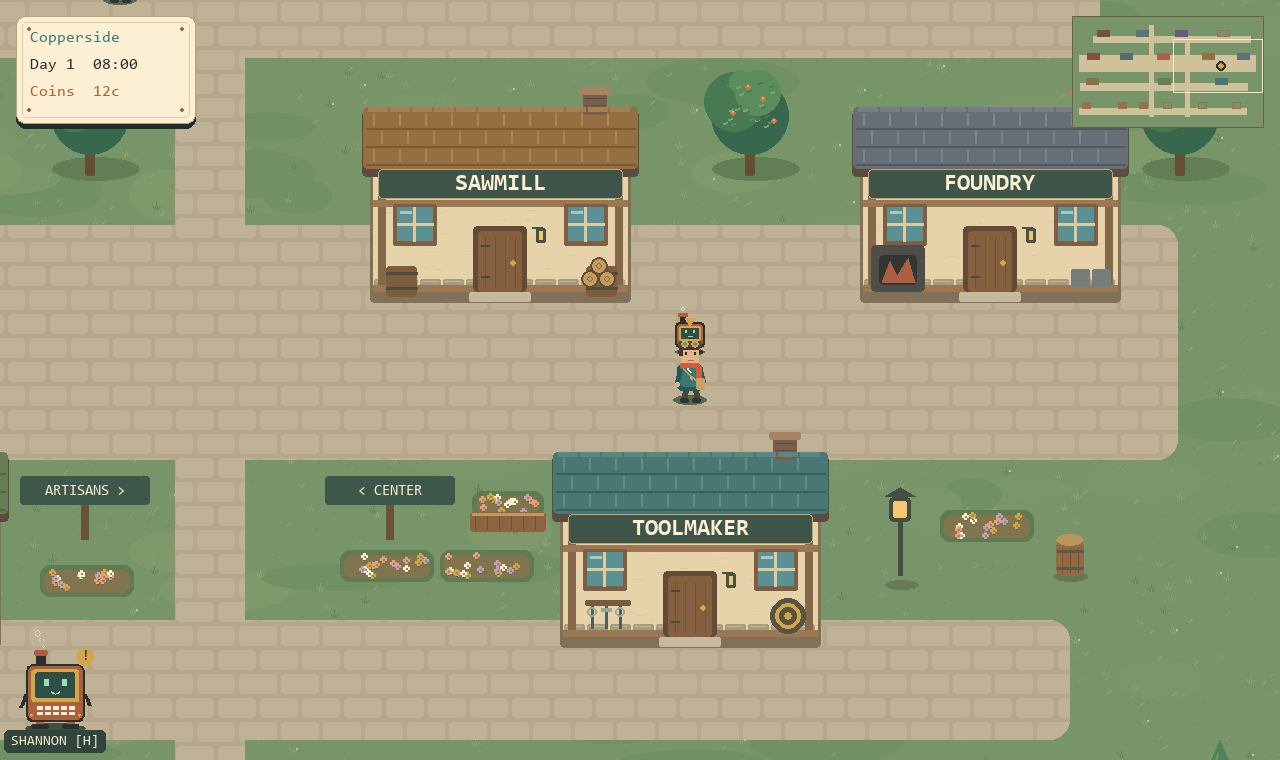 Copperside
Day 1  08:00
Coins  12c
SAWMILL
FOUNDRY
ARTISANS >
< CENTER
TOOLMAKER
!
SHANNON [H]